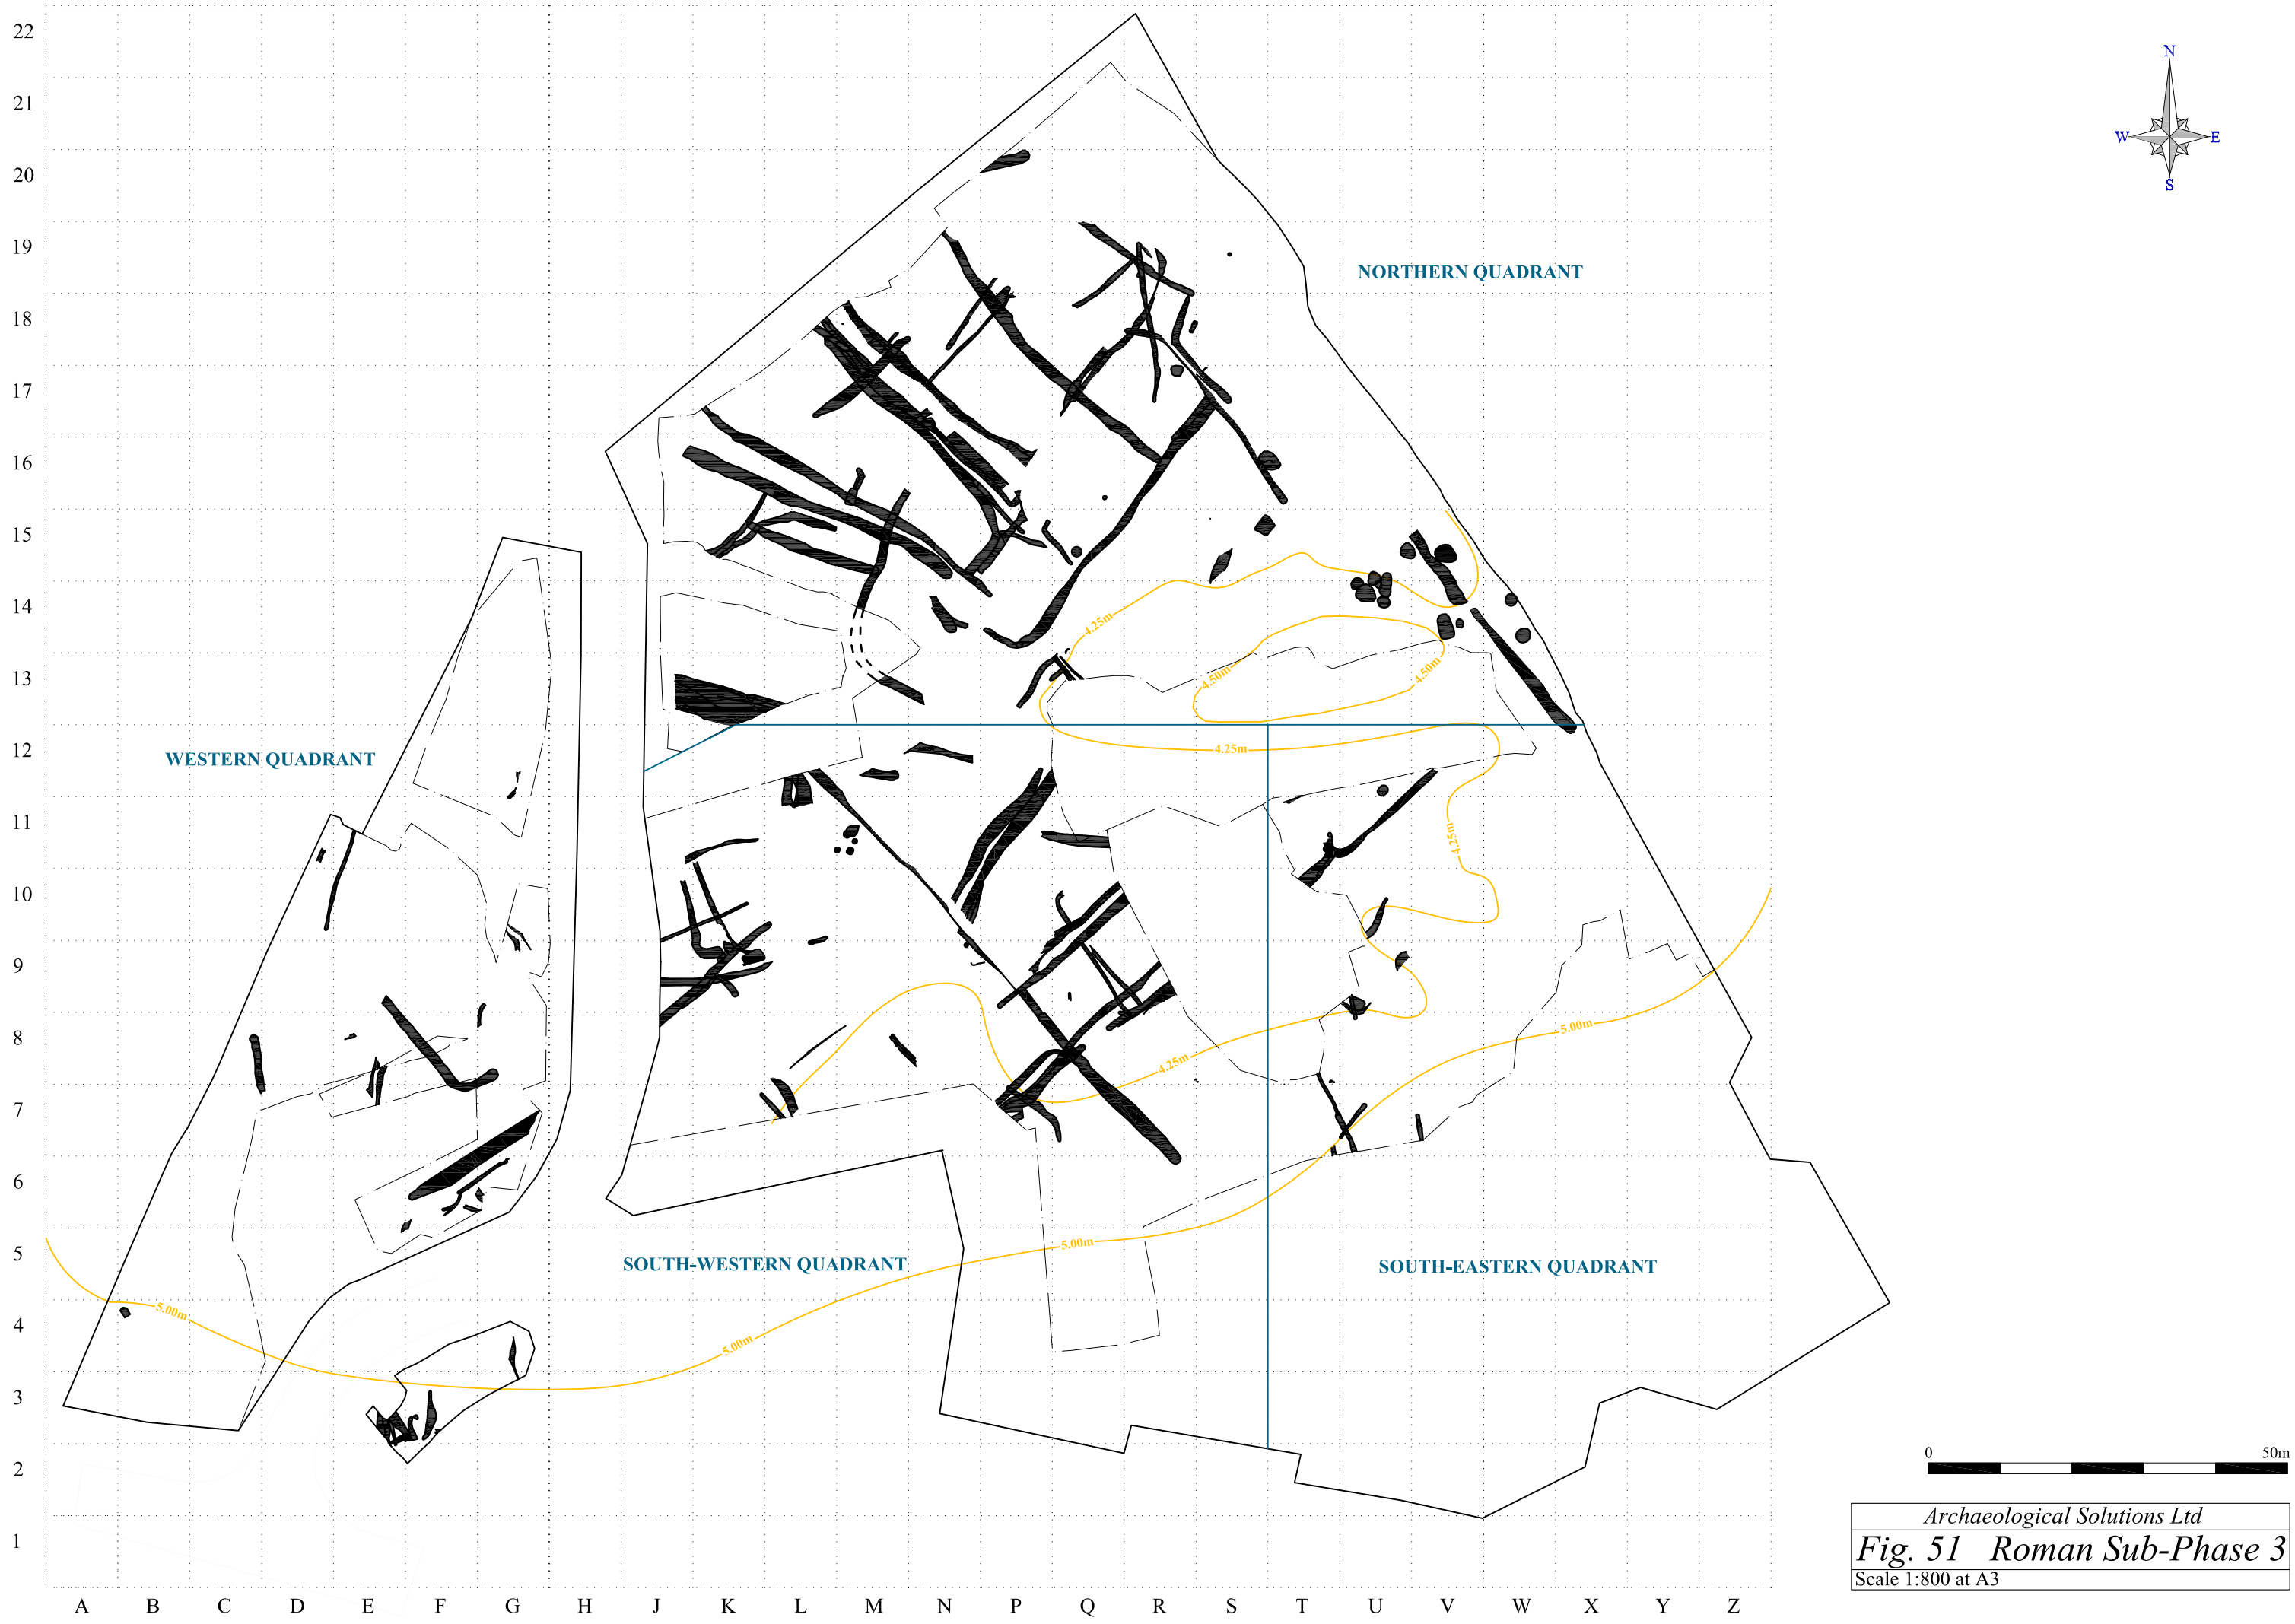 22
21
20
19
18
17
16
15
14
13
12
11
10
9
8
7
6
5
4
3
2
1
A B C D E F G H J K L M N P Q R S T U V W X Y Z
N
W E
S
NORTHERN QUADRANT
WESTERN QUADRANT
SOUTH-WESTERN QUADRANT
SOUTH-EASTERN QUADRANT
4.25m
4.50m
4.50m
4.25m
4.25m
4.25m
5.00m
5.00m
5.00m
5.00m
0 50m
Archaeological Solutions Ltd
Fig. 51 Roman Sub-Phase 3
Scale 1:800 at A3